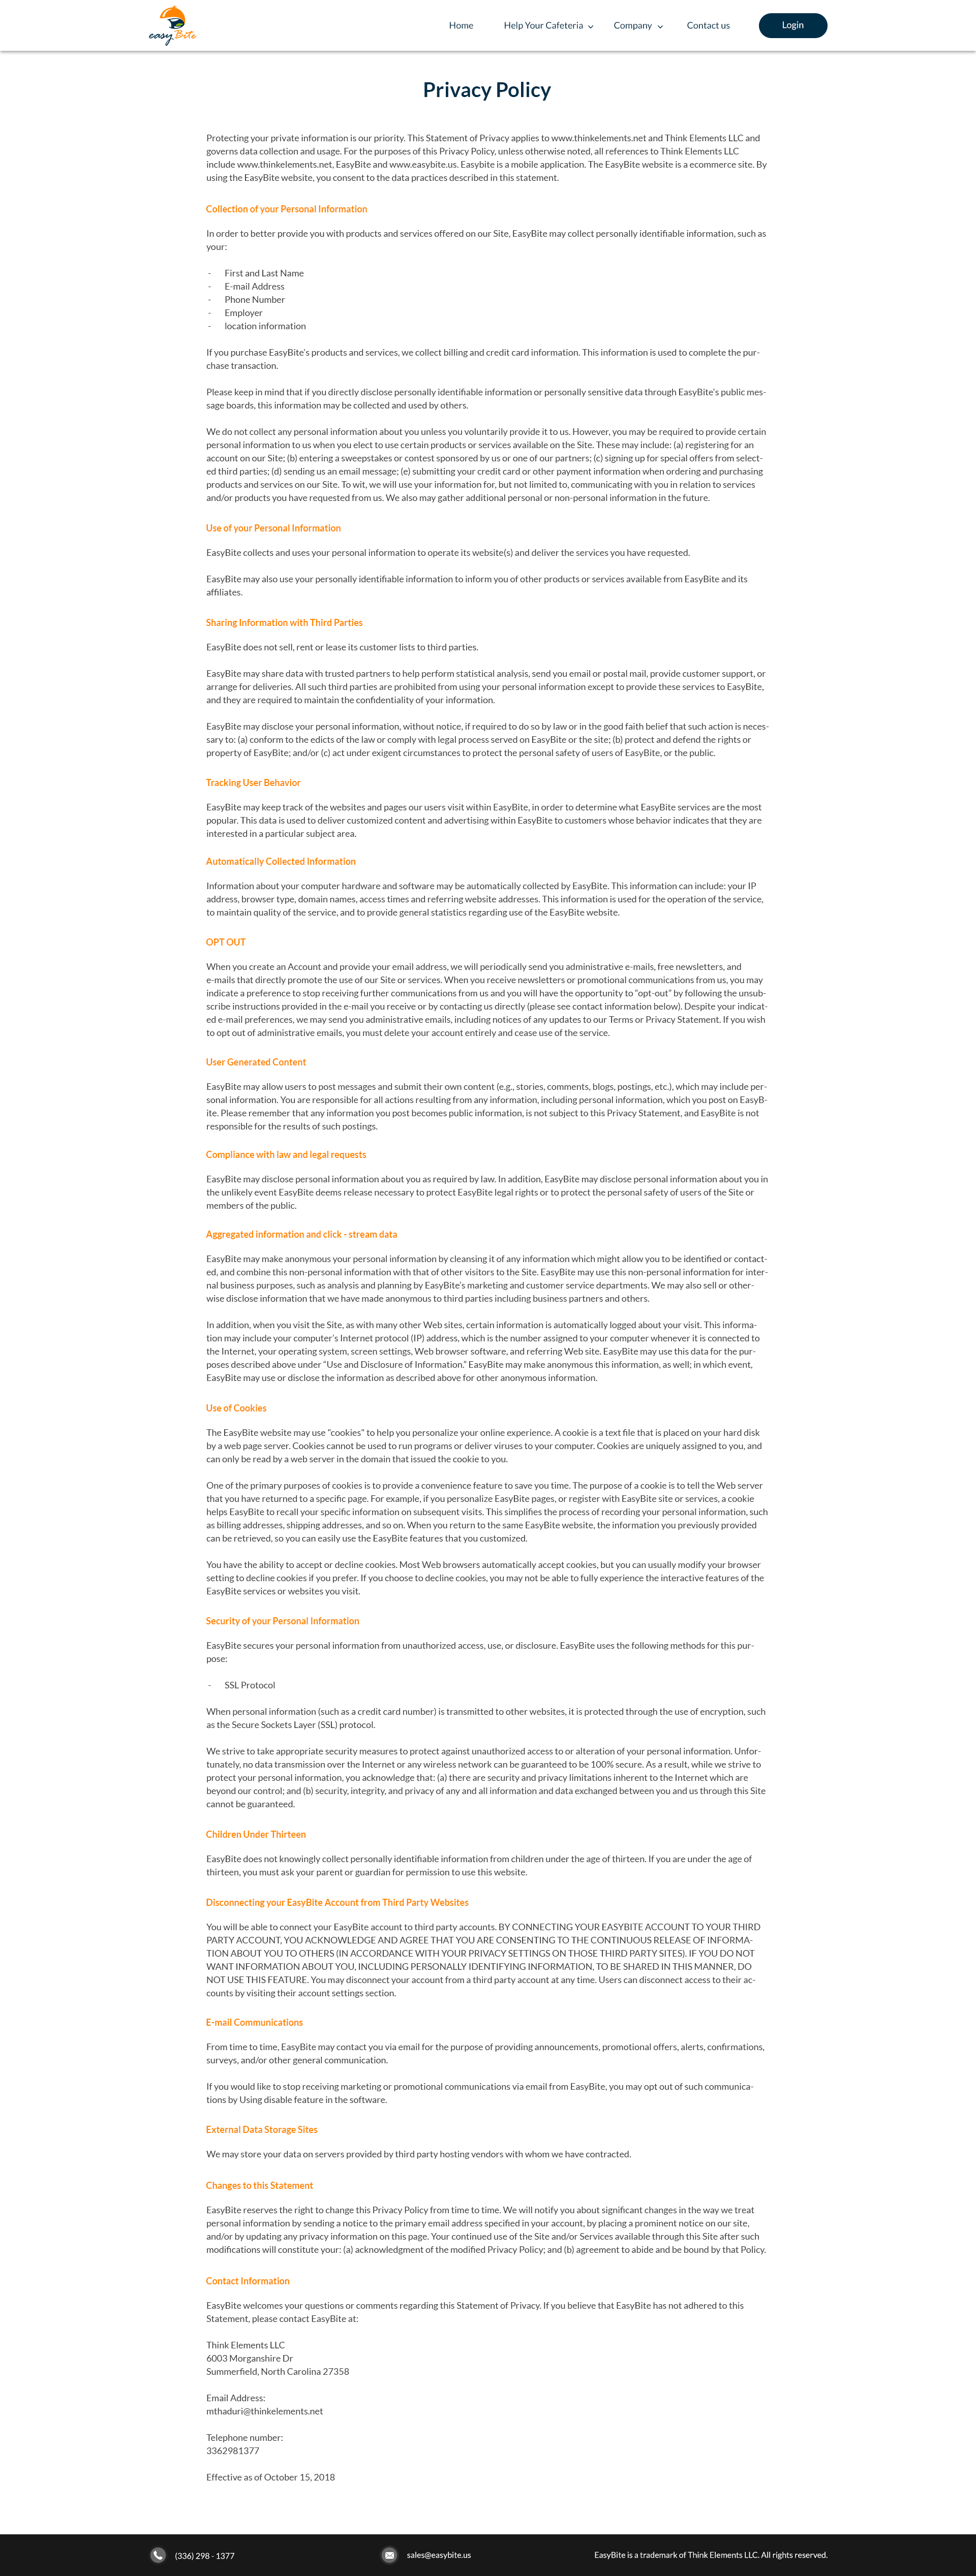 easyBite
Home
Help Your Cafeteria
Company
Contact us
Login
Privacy Policy
Protecting your private information is our priority. This Statement of Privacy applies to www.thinkelements.net and Think Elements LLC and
governs data collection and usage. For the purposes of this Privacy Policy, unless otherwise noted, all references to Think Elements LLC
include www.thinkelements.net, EasyBite and www.easybite.us. Easybite is a mobile application. The EasyBite website is a ecommerce site. By
using the EasyBite website, you consent to the data practices described in this statement.
Collection of your Personal Information
In order to better provide you with products and services offered on our Site, EasyBite may collect personally identifiable information, such as
your:
- First and Last Name
- E-mail Address
- Phone Number
- Employer
- location information
If you purchase EasyBite's products and services, we collect billing and credit card information. This information is used to complete the pur-
chase transaction.
Please keep in mind that if you directly disclose personally identifiable information or personally sensitive data through EasyBite's public mes-
sage boards, this information may be collected and used by others.
We do not collect any personal information about you unless you voluntarily provide it to us. However, you may be required to provide certain
personal information to us when you elect to use certain products or services available on the Site. These may include: (a) registering for an
account on our Site; (b) entering a sweepstakes or contest sponsored by us or one of our partners; (c) signing up for special offers from select-
ed third parties; (d) sending us an email message; (e) submitting your credit card or other payment information when ordering and purchasing
products and services on our Site. To wit, we will use your information for, but not limited to, communicating with you in relation to services
and/or products you have requested from us. We also may gather additional personal or non-personal information in the future.
Use of your Personal Information
EasyBite collects and uses your personal information to operate its website(s) and deliver the services you have requested.
EasyBite may also use your personally identifiable information to inform you of other products or services available from EasyBite and its
affiliates.
Sharing Information with Third Parties
EasyBite does not sell, rent or lease its customer lists to third parties.
EasyBite may share data with trusted partners to help perform statistical analysis, send you email or postal mail, provide customer support, or
arrange for deliveries. All such third parties are prohibited from using your personal information except to provide these services to EasyBite,
and they are required to maintain the confidentiality of your information.
EasyBite may disclose your personal information, without notice, if required to do so by law or in the good faith belief that such action is neces-
sary to: (a) conform to the edicts of the law or comply with legal process served on EasyBite or the site; (b) protect and defend the rights or
property of EasyBite; and/or (c) act under exigent circumstances to protect the personal safety of users of EasyBite, or the public.
Tracking User Behavior
EasyBite may keep track of the websites and pages our users visit within EasyBite, in order to determine what EasyBite services are the most
popular. This data is used to deliver customized content and advertising within EasyBite to customers whose behavior indicates that they are
interested in a particular subject area.
Automatically Collected Information
Information about your computer hardware and software may be automatically collected by EasyBite. This information can include: your IP
address, browser type, domain names, access times and referring website addresses. This information is used for the operation of the service,
to maintain quality of the service, and to provide general statistics regarding use of the EasyBite website.
OPT OUT
When you create an Account and provide your email address, we will periodically send you administrative e-mails, free newsletters, and
e-mails that directly promote the use of our Site or services. When you receive newsletters or promotional communications from us, you may
indicate a preference to stop receiving further communications from us and you will have the opportunity to "opt-out" by following the unsub-
scribe instructions provided in the e-mail you receive or by contacting us directly (please see contact information below). Despite your indicat-
ed e-mail preferences, we may send you administrative emails, including notices of any updates to our Terms or Privacy Statement. If you wish
to opt out of administrative emails, you must delete your account entirely and cease use of the service.
User Generated Content
EasyBite may allow users to post messages and submit their own content (e.g., stories, comments, blogs, postings, etc.), which may include per-
sonal information. You are responsible for all actions resulting from any information, including personal information, which you post on EasyB-
ite. Please remember that any information you post becomes public information, is not subject to this Privacy Statement, and EasyBite is not
responsible for the results of such postings.
Compliance with law and legal requests
EasyBite may disclose personal information about you as required by law. In addition, EasyBite may disclose personal information about you in
the unlikely event EasyBite deems release necessary to protect EasyBite legal rights or to protect the personal safety of users of the Site or
members of the public.
Aggregated information and click - stream data
EasyBite may make anonymous your personal information by cleansing it of any information which might allow you to be identified or contact-
ed, and combine this non-personal information with that of other visitors to the Site. EasyBite may use this non-personal information for inter-
nal business purposes, such as analysis and planning by EasyBite's marketing and customer service departments. We may also sell or other-
wise disclose information that we have made anonymous to third parties including business partners and others.
In addition, when you visit the Site, as with many other Web sites, certain information is automatically logged about your visit. This informa-
tion may include your computer's Internet protocol (IP) address, which is the number assigned to your computer whenever it is connected to
the Internet, your operating system, screen settings, Web browser software, and referring Web site. EasyBite may use this data for the pur-
poses described above under "Use and Disclosure of Information." EasyBite may make anonymous this information, as well; in which event,
EasyBite may use or disclose the information as described above for other anonymous information.
Use of Cookies
The EasyBite website may use "cookies" to help you personalize your online experience. A cookie is a text file that is placed on your hard disk
by a web page server. Cookies cannot be used to run programs or deliver viruses to your computer. Cookies are uniquely assigned to you, and
can only be read by a web server in the domain that issued the cookie to you.
One of the primary purposes of cookies is to provide a convenience feature to save you time. The purpose of a cookie is to tell the Web server
that you have returned to a specific page. For example, if you personalize EasyBite pages, or register with EasyBite site or services, a cookie
helps EasyBite to recall your specific information on subsequent visits. This simplifies the process of recording your personal information, such
as billing addresses, shipping addresses, and so on. When you return to the same EasyBite website, the information you previously provided
can be retrieved, so you can easily use the EasyBite features that you customized.
You have the ability to accept or decline cookies. Most Web browsers automatically accept cookies, but you can usually modify your browser
setting to decline cookies if you prefer. If you choose to decline cookies, you may not be able to fully experience the interactive features of the
EasyBite services or websites you visit.
Security of your Personal Information
EasyBite secures your personal information from unauthorized access, use, or disclosure. EasyBite uses the following methods for this pur-
pose:
- SSL Protocol
When personal information (such as a credit card number) is transmitted to other websites, it is protected through the use of encryption, such
as the Secure Sockets Layer (SSL) protocol.
We strive to take appropriate security measures to protect against unauthorized access to or alteration of your personal information. Unfor-
tunately, no data transmission over the Internet or any wireless network can be guaranteed to be 100% secure. As a result, while we strive to
protect your personal information, you acknowledge that: (a) there are security and privacy limitations inherent to the Internet which are
beyond our control; and (b) security, integrity, and privacy of any and all information and data exchanged between you and us through this Site
cannot be guaranteed.
Children Under Thirteen
EasyBite does not knowingly collect personally identifiable information from children under the age of thirteen. If you are under the age of
thirteen, you must ask your parent or guardian for permission to use this website.
Disconnecting your EasyBite Account from Third Party Websites
You will be able to connect your EasyBite account to third party accounts. BY CONNECTING YOUR EASYBITE ACCOUNT TO YOUR THIRD
PARTY ACCOUNT, YOU ACKNOWLEDGE AND AGREE THAT YOU ARE CONSENTING TO THE CONTINUOUS RELEASE OF INFORMA-
TION ABOUT YOU TO OTHERS (IN ACCORDANCE WITH YOUR PRIVACY SETTINGS ON THOSE THIRD PARTY SITES). IF YOU DO NOT
WANT INFORMATION ABOUT YOU, INCLUDING PERSONALLY IDENTIFYING INFORMATION, TO BE SHARED IN THIS MANNER, DO
NOT USE THIS FEATURE. You may disconnect your account from a third party account at any time. Users can disconnect access to their ac-
counts by visiting their account settings section.
E-mail Communications
From time to time, EasyBite may contact you via email for the purpose of providing announcements, promotional offers, alerts, confirmations,
surveys, and/or other general communication.
If you would like to stop receiving marketing or promotional communications via email from EasyBite, you may opt out of such communica-
tions by Using disable feature in the software.
External Data Storage Sites
We may store your data on servers provided by third party hosting vendors with whom we have contracted.
Changes to this Statement
EasyBite reserves the right to change this Privacy Policy from time to time. We will notify you about significant changes in the way we treat
personal information by sending a notice to the primary email address specified in your account, by placing a prominent notice on our site,
and/or by updating any privacy information on this page. Your continued use of the Site and/or Services available through this Site after such
modifications will constitute your: (a) acknowledgment of the modified Privacy Policy; and (b) agreement to abide and be bound by that Policy.
Contact Information
EasyBite welcomes your questions or comments regarding this Statement of Privacy. If you believe that EasyBite has not adhered to this
Statement, please contact EasyBite at:
Think Elements LLC
6003 Morganshire Dr
Summerfield, North Carolina 27358
Email Address:
mthaduri@thinkelements.net
Telephone number:
3362981377
Effective as of October 15, 2018
(336) 298 - 1377
sales@easybite.us
EasyBite is a trademark of Think Elements LLC. All rights reserved.